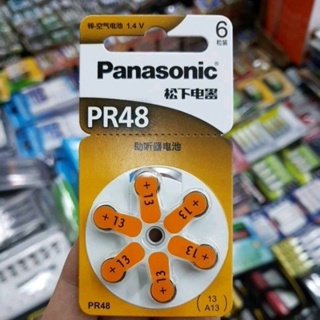 锌-空气电池 1.4 V
6
粒装
Panasonic
松下电器
PR48
助听器电池
+ 13
+ 13
+ 13
+ 13
+ 13
+ 13
PR48
13
A13